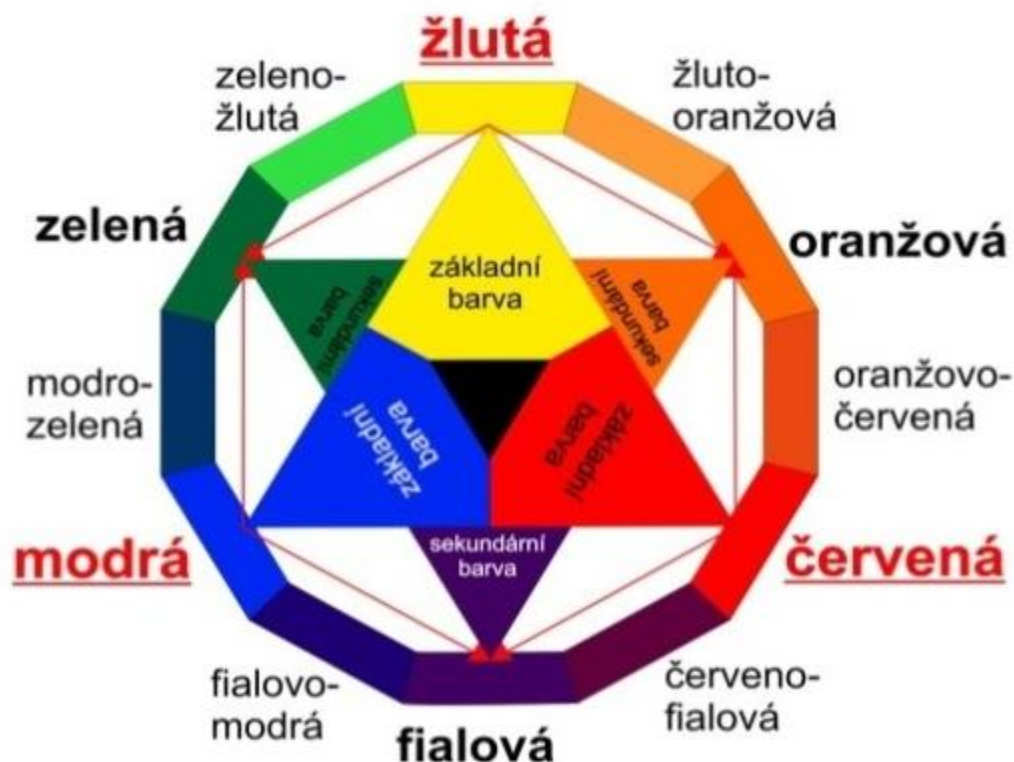 žlutá
zeleno-
žlutá
žluto-
oranžová
zelená
oranžová
základní
barva
sekundární
barva
sekundární
barva
modro-
zelená
oranžovo-
červená
základní
barva
základní
barva
modrá
červená
sekundární
barva
fialovo-
modrá
červeno-
fialová
fialová